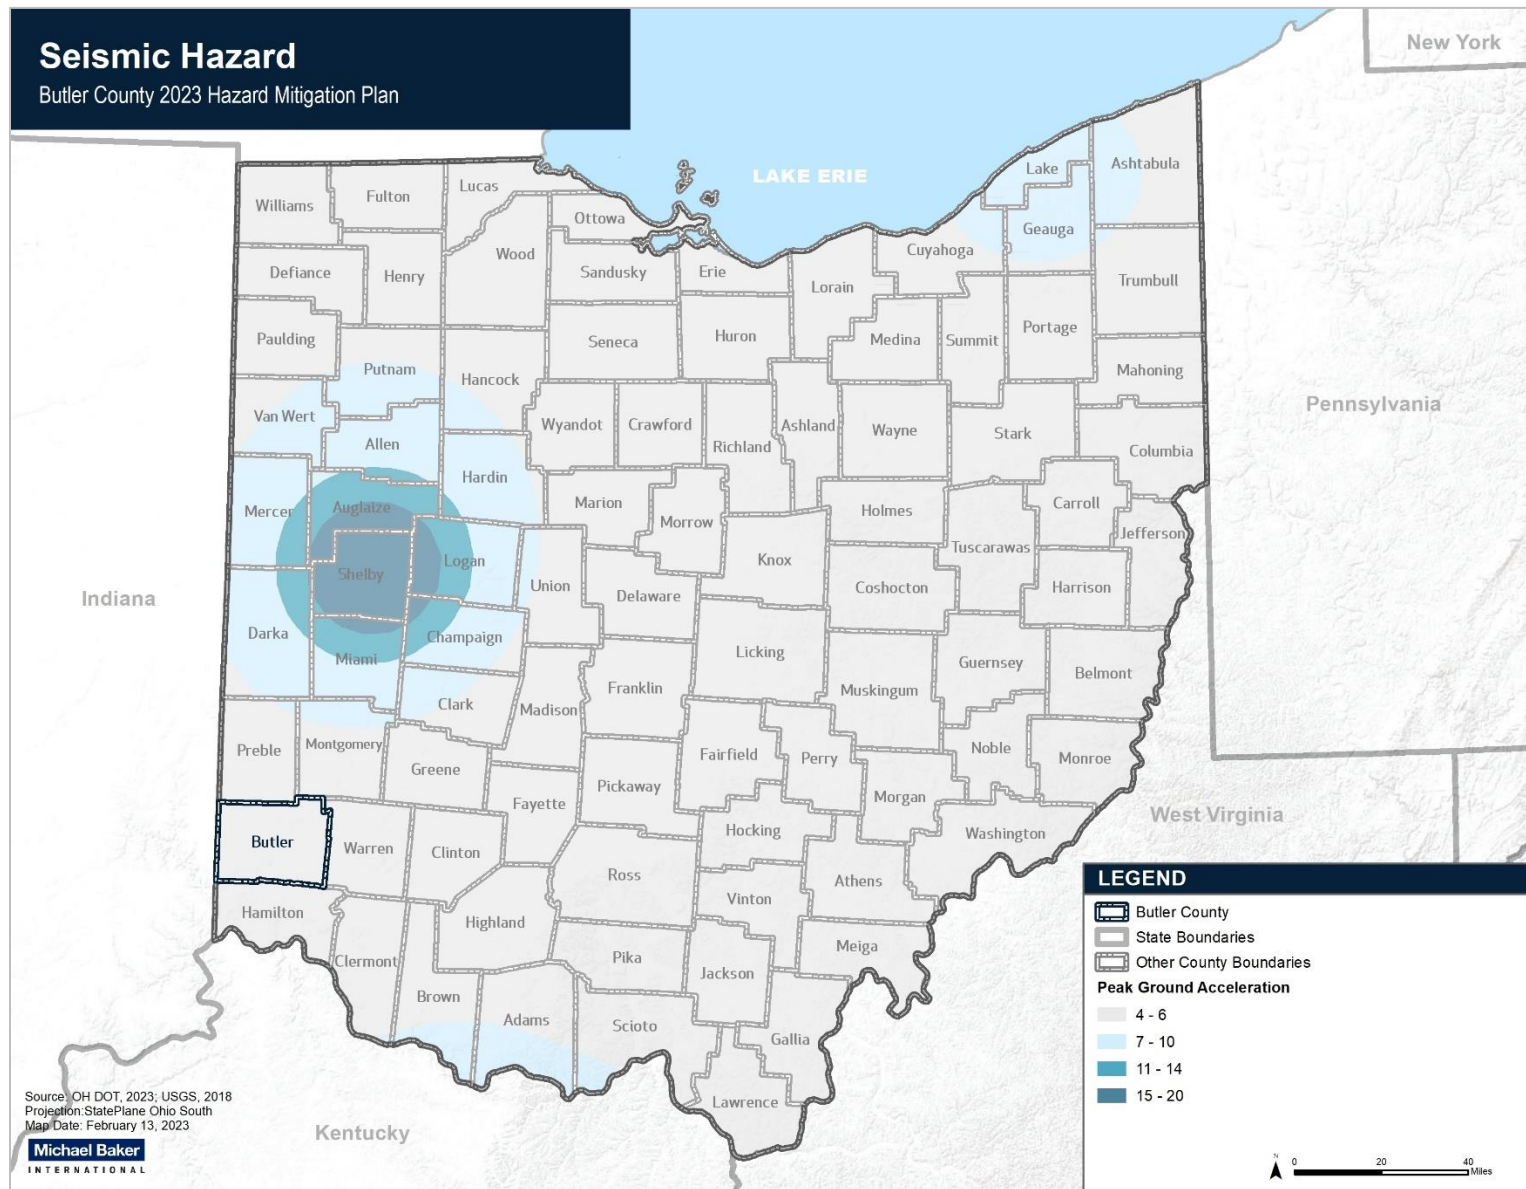 Seismic Hazard
Butler County 2023 Hazard Mitigation Plan
New York
LAKE ERIE
Lake
Ashtabula
Williams
Fulton
Lucas
Ottowa
Geauga
Wood
Cuyahoga
Defiance
Henry
Sandusky
Erie
Lorain
Trumbull
Paulding
Seneca
Huron
Medina
Summit
Portage
Putnam
Hancock
Mahoning
Van Wert
Allen
Wyandot
Crawford
Richland
Ashland
Wayne
Stark
Pennsylvania
Columbia
Hardin
Mercer
Auglaize
Marion
Morrow
Holmes
Carroll
Jefferson
Tuscarawas
Indiana
Shelby
Logan
Union
Delaware
Knox
Coshocton
Harrison
Darka
Champaign
Miami
Licking
Guernsey
Belmont
Franklin
Muskingum
Clark
Madison
Preble
Montgomery
Greene
Fairfield
Perry
Noble
Monroe
Pickaway
Fayette
Morgan
West Virginia
Butler
Warren
Clinton
Hocking
Washington
Ross
Athens
Vinton
Hamilton
Highland
Meiga
Clermont
Pika
Jackson
Brown
Adams
Scioto
Gallia
Lawrence
Kentucky
LEGEND
Butler County
State Boundaries
Other County Boundaries
Peak Ground Acceleration
4 - 6
7 - 10
11 - 14
15 - 20
Source: OH DOT, 2023; USGS, 2018
Projection:StatePlane Ohio South
Map Date: February 13, 2023
Michael Baker
INTERNATIONAL
N
0 20 40
Miles